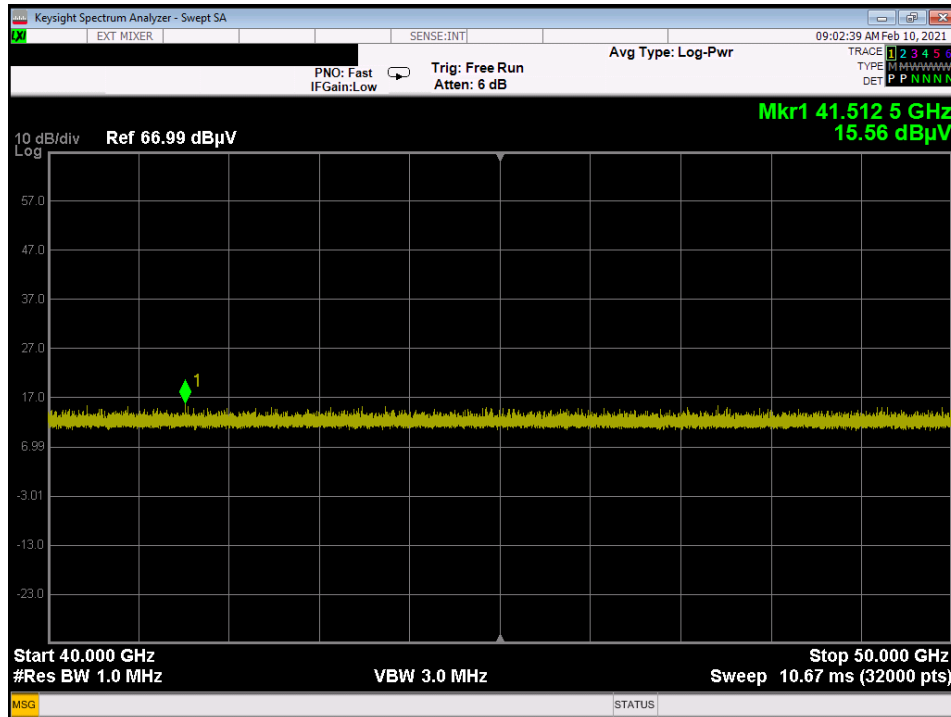 Keysight Spectrum Analyzer - Swept SA
LXI EXT MIXER SENSE:INT 09:02:39 AM Feb 10, 2021
Avg Type: Log-Pwr TRACE 1 2 3 4 5 6
PNO: Fast Trig: Free Run TYPE M M W W W W
IFGain:Low Atten: 6 dB DET P P N N N N
Mkr1 41.512 5 GHz
10 dB/div Ref 66.99 dBµV 15.56 dBµV
Log
57.0
47.0
37.0
27.0
1
17.0
6.99
-3.01
-13.0
-23.0
Start 40.000 GHz Stop 50.000 GHz
#Res BW 1.0 MHz VBW 3.0 MHz Sweep 10.67 ms (32000 pts)
MSG STATUS